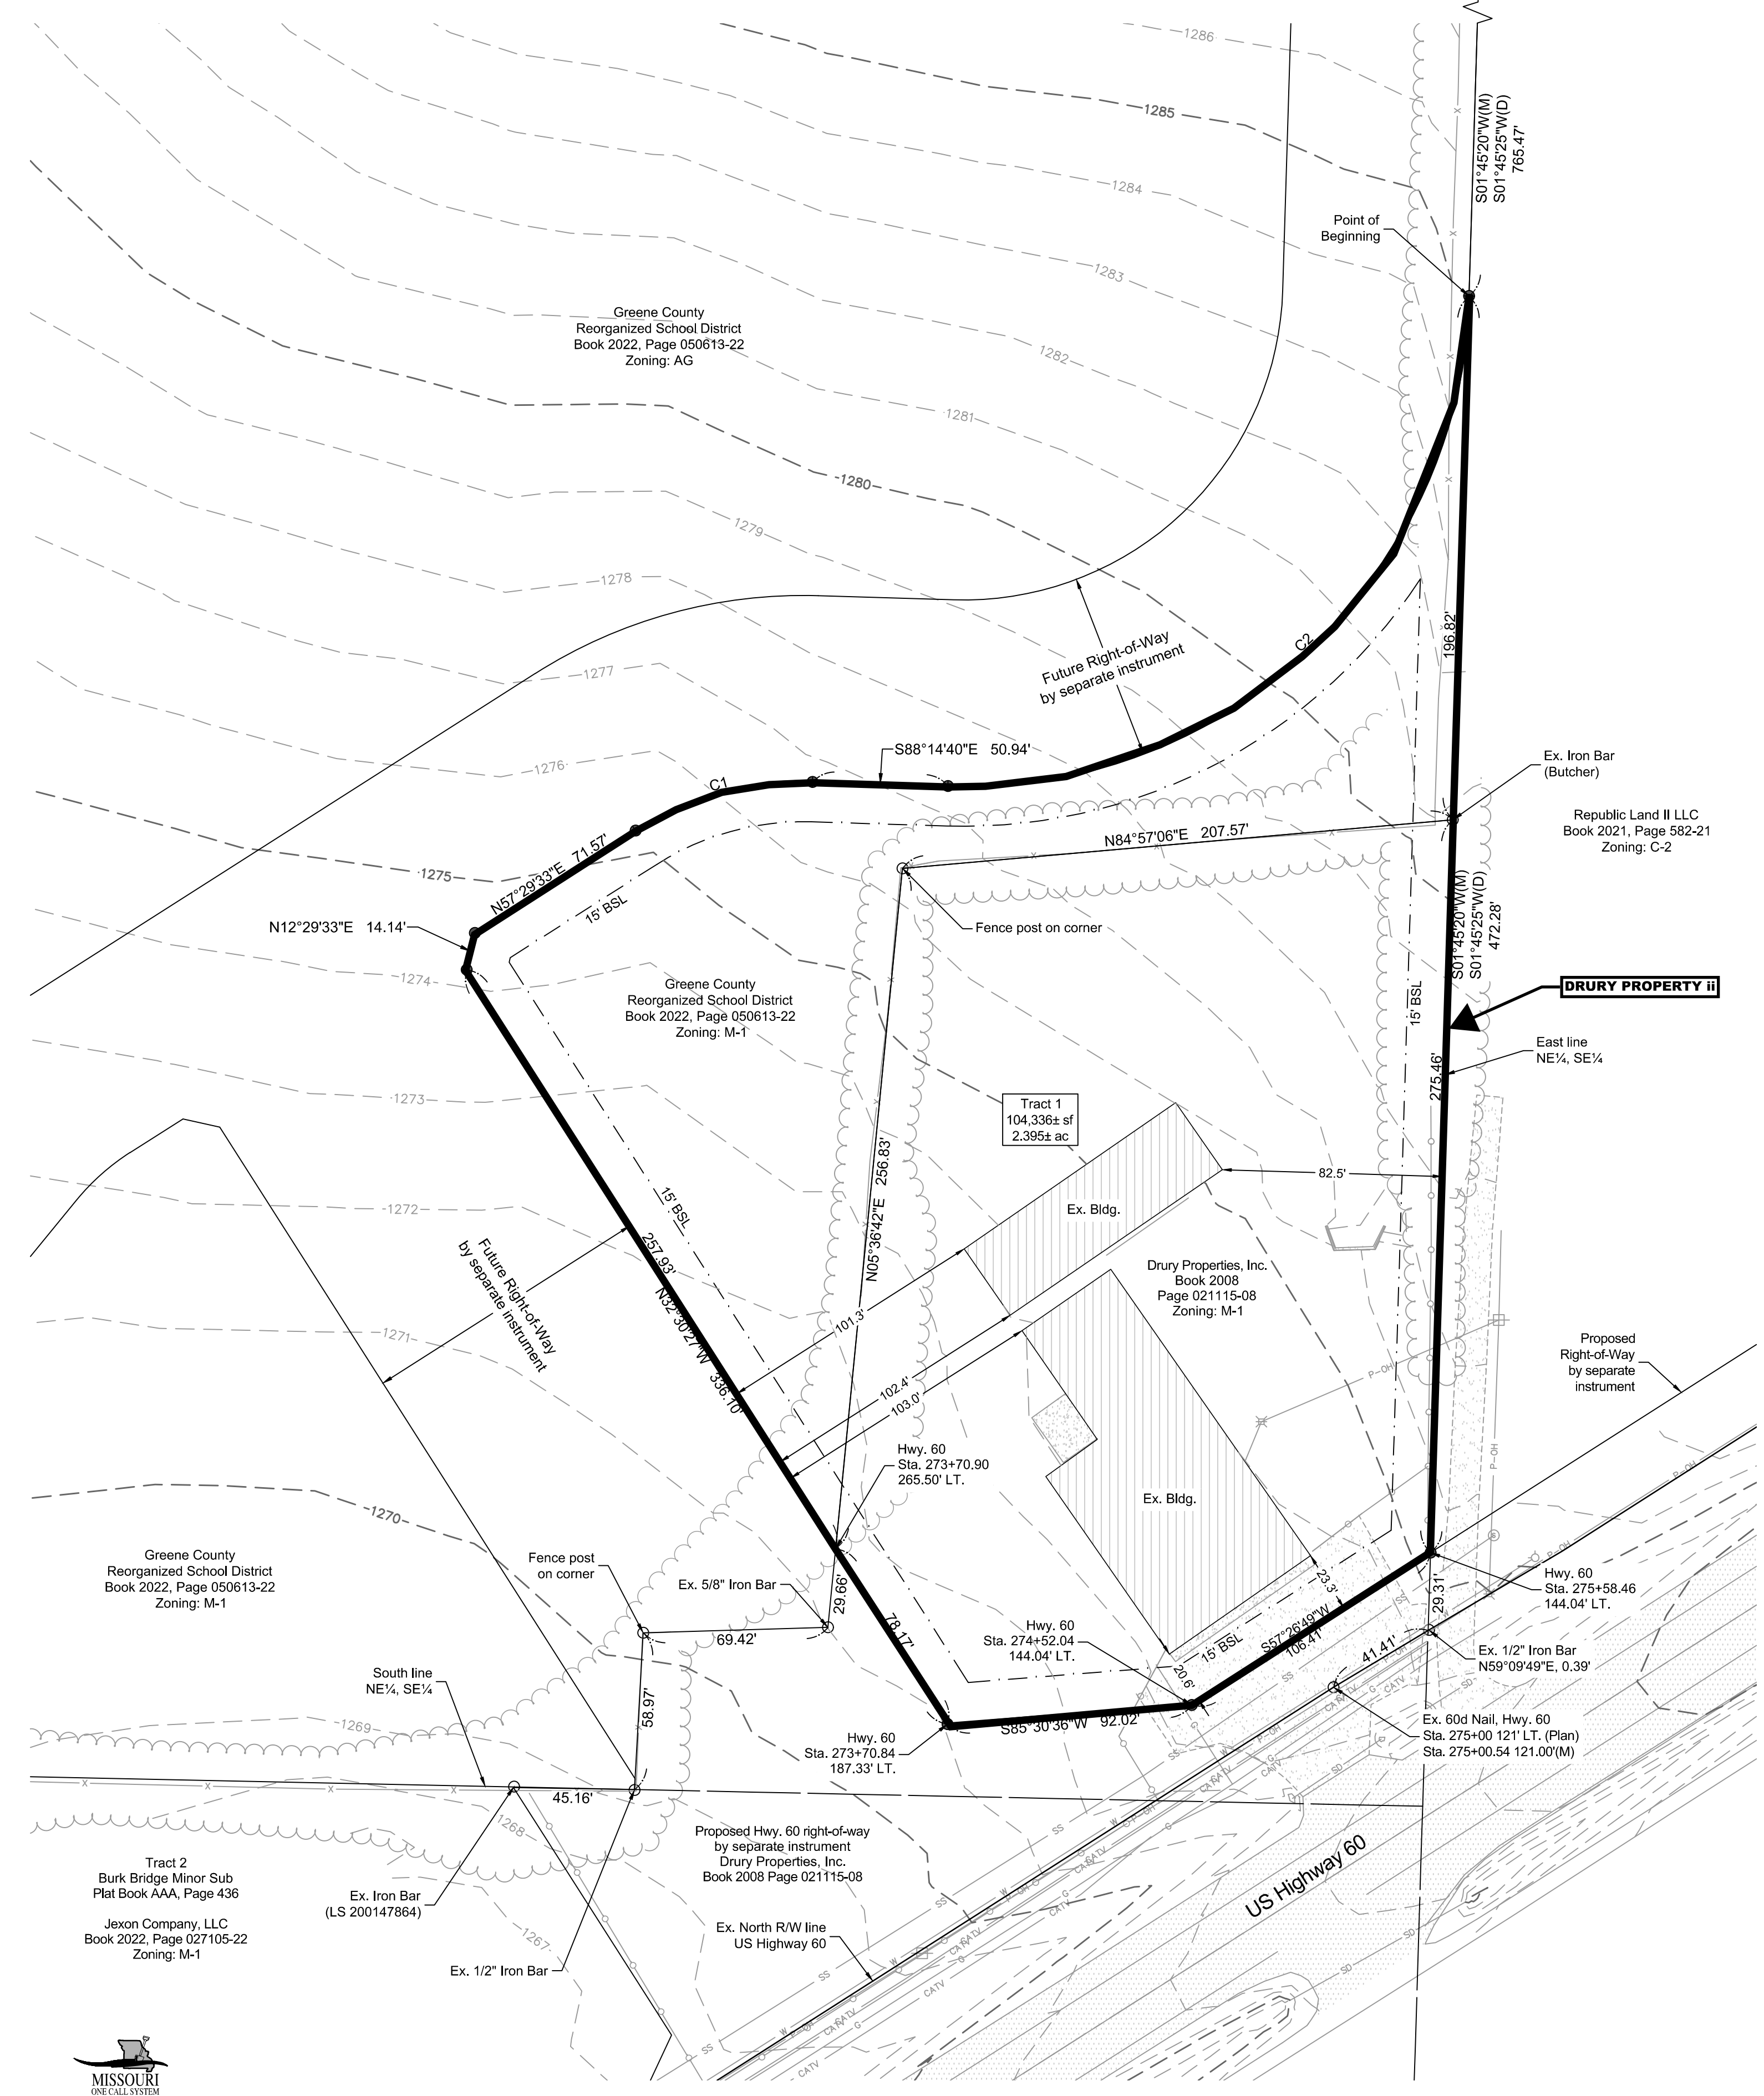 1286
1285
S01°45'20"W(M)
S01°45'25"W(D)
765.47'
1284
Point of
Beginning
1283
Greene County
Reorganized School District
Book 2022, Page 050613-22
Zoning: AG
1282
1281
1280
1279
1278
C2
196.82'
Future Right-of-Way
by separate instrument
1277
S88°14'40"E 50.94'
1276
C1
Ex. Iron Bar
(Butcher)
Republic Land II LLC
Book 2021, Page 582-21
Zoning: C-2
N84°57'06"E 207.57'
1275
N57°29'33"E 71.57'
15' BSL
N12°29'33"E 14.14'
Fence post on corner
S01°45'20"W(M)
S01°45'25"W(D)
472.28'
1274
Greene County
Reorganized School District
Book 2022, Page 050613-22
Zoning: M-1
15' BSL
DRURY PROPERTY ii
East line
NE¼, SE¼
275.46'
1273
Tract 1
104,336± sf
2.395± ac
82.5'
N05°36'42"E 256.83'
15' BSL
1272
Ex. Bldg.
Future Right-of-Way
by separate instrument
257.93'
N32°30'27"W 336.10'
Drury Properties, Inc.
Book 2008
Page 021115-08
Zoning: M-1
1271
101.3'
Proposed
Right-of-Way
by separate
instrument
P-OH
102.4'
103.0'
Hwy. 60
Sta. 273+70.90
265.50' LT.
P-OH
P-OH
Ex. Bldg.
1270
Greene County
Reorganized School District
Book 2022, Page 050613-22
Zoning: M-1
Fence post
on corner
Ex. 5/8" Iron Bar
29.66'
69.42'
78.17'
23.3'
P-OH
Hwy. 60
Sta. 275+58.46
144.04' LT.
29.31'
SS
Hwy. 60
Sta. 274+52.04
144.04' LT.
15' BSL
S57°26'49"W
106.41'
20.6'
41.41'
Ex. 1/2" Iron Bar
N59°09'49"E, 0.39'
South line
NE¼, SE¼
58.97'
1269
S85°30'36"W 92.02'
Hwy. 60
Sta. 273+70.84
187.33' LT.
Ex. 60d Nail, Hwy. 60
Sta. 275+00 121' LT. (Plan)
Sta. 275+00.54 121.00'(M)
SS
CATV
G
SD
45.16'
1268
Proposed Hwy. 60 right-of-way
by separate instrument
Drury Properties, Inc.
Book 2008 Page 021115-08
Tract 2
Burk Bridge Minor Sub
Plat Book AAA, Page 436
Jexon Company, LLC
Book 2022, Page 027105-22
Zoning: M-1
Ex. Iron Bar
(LS 200147864)
US Highway 60
1267
Ex. North R/W line
US Highway 60
Ex. 1/2" Iron Bar
SS
W
G
CATV
SD
SS
W
P-OH
CATV
G
CATV
MISSOURI
ONE CALL SYSTEM